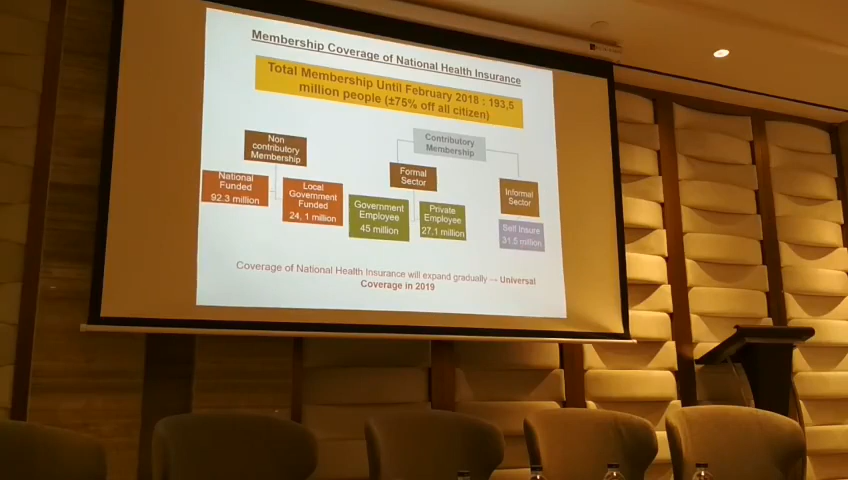 Membership Coverage of National Health Insurance
Total Membership Until February 2018 : 193,5
million people (±75% off all citizen)
Non
contributory
Membership
Contributory
Membership
National
Funded
92.3 million
Local
Government
Funded
24, 1 million
Formal
Sector
Government
Employee
45 million
Private
Employee
27,1 million
Informal
Sector
Self Insure
31,5 million
Coverage of National Health Insurance will expand gradually → Universal
Coverage in 2019